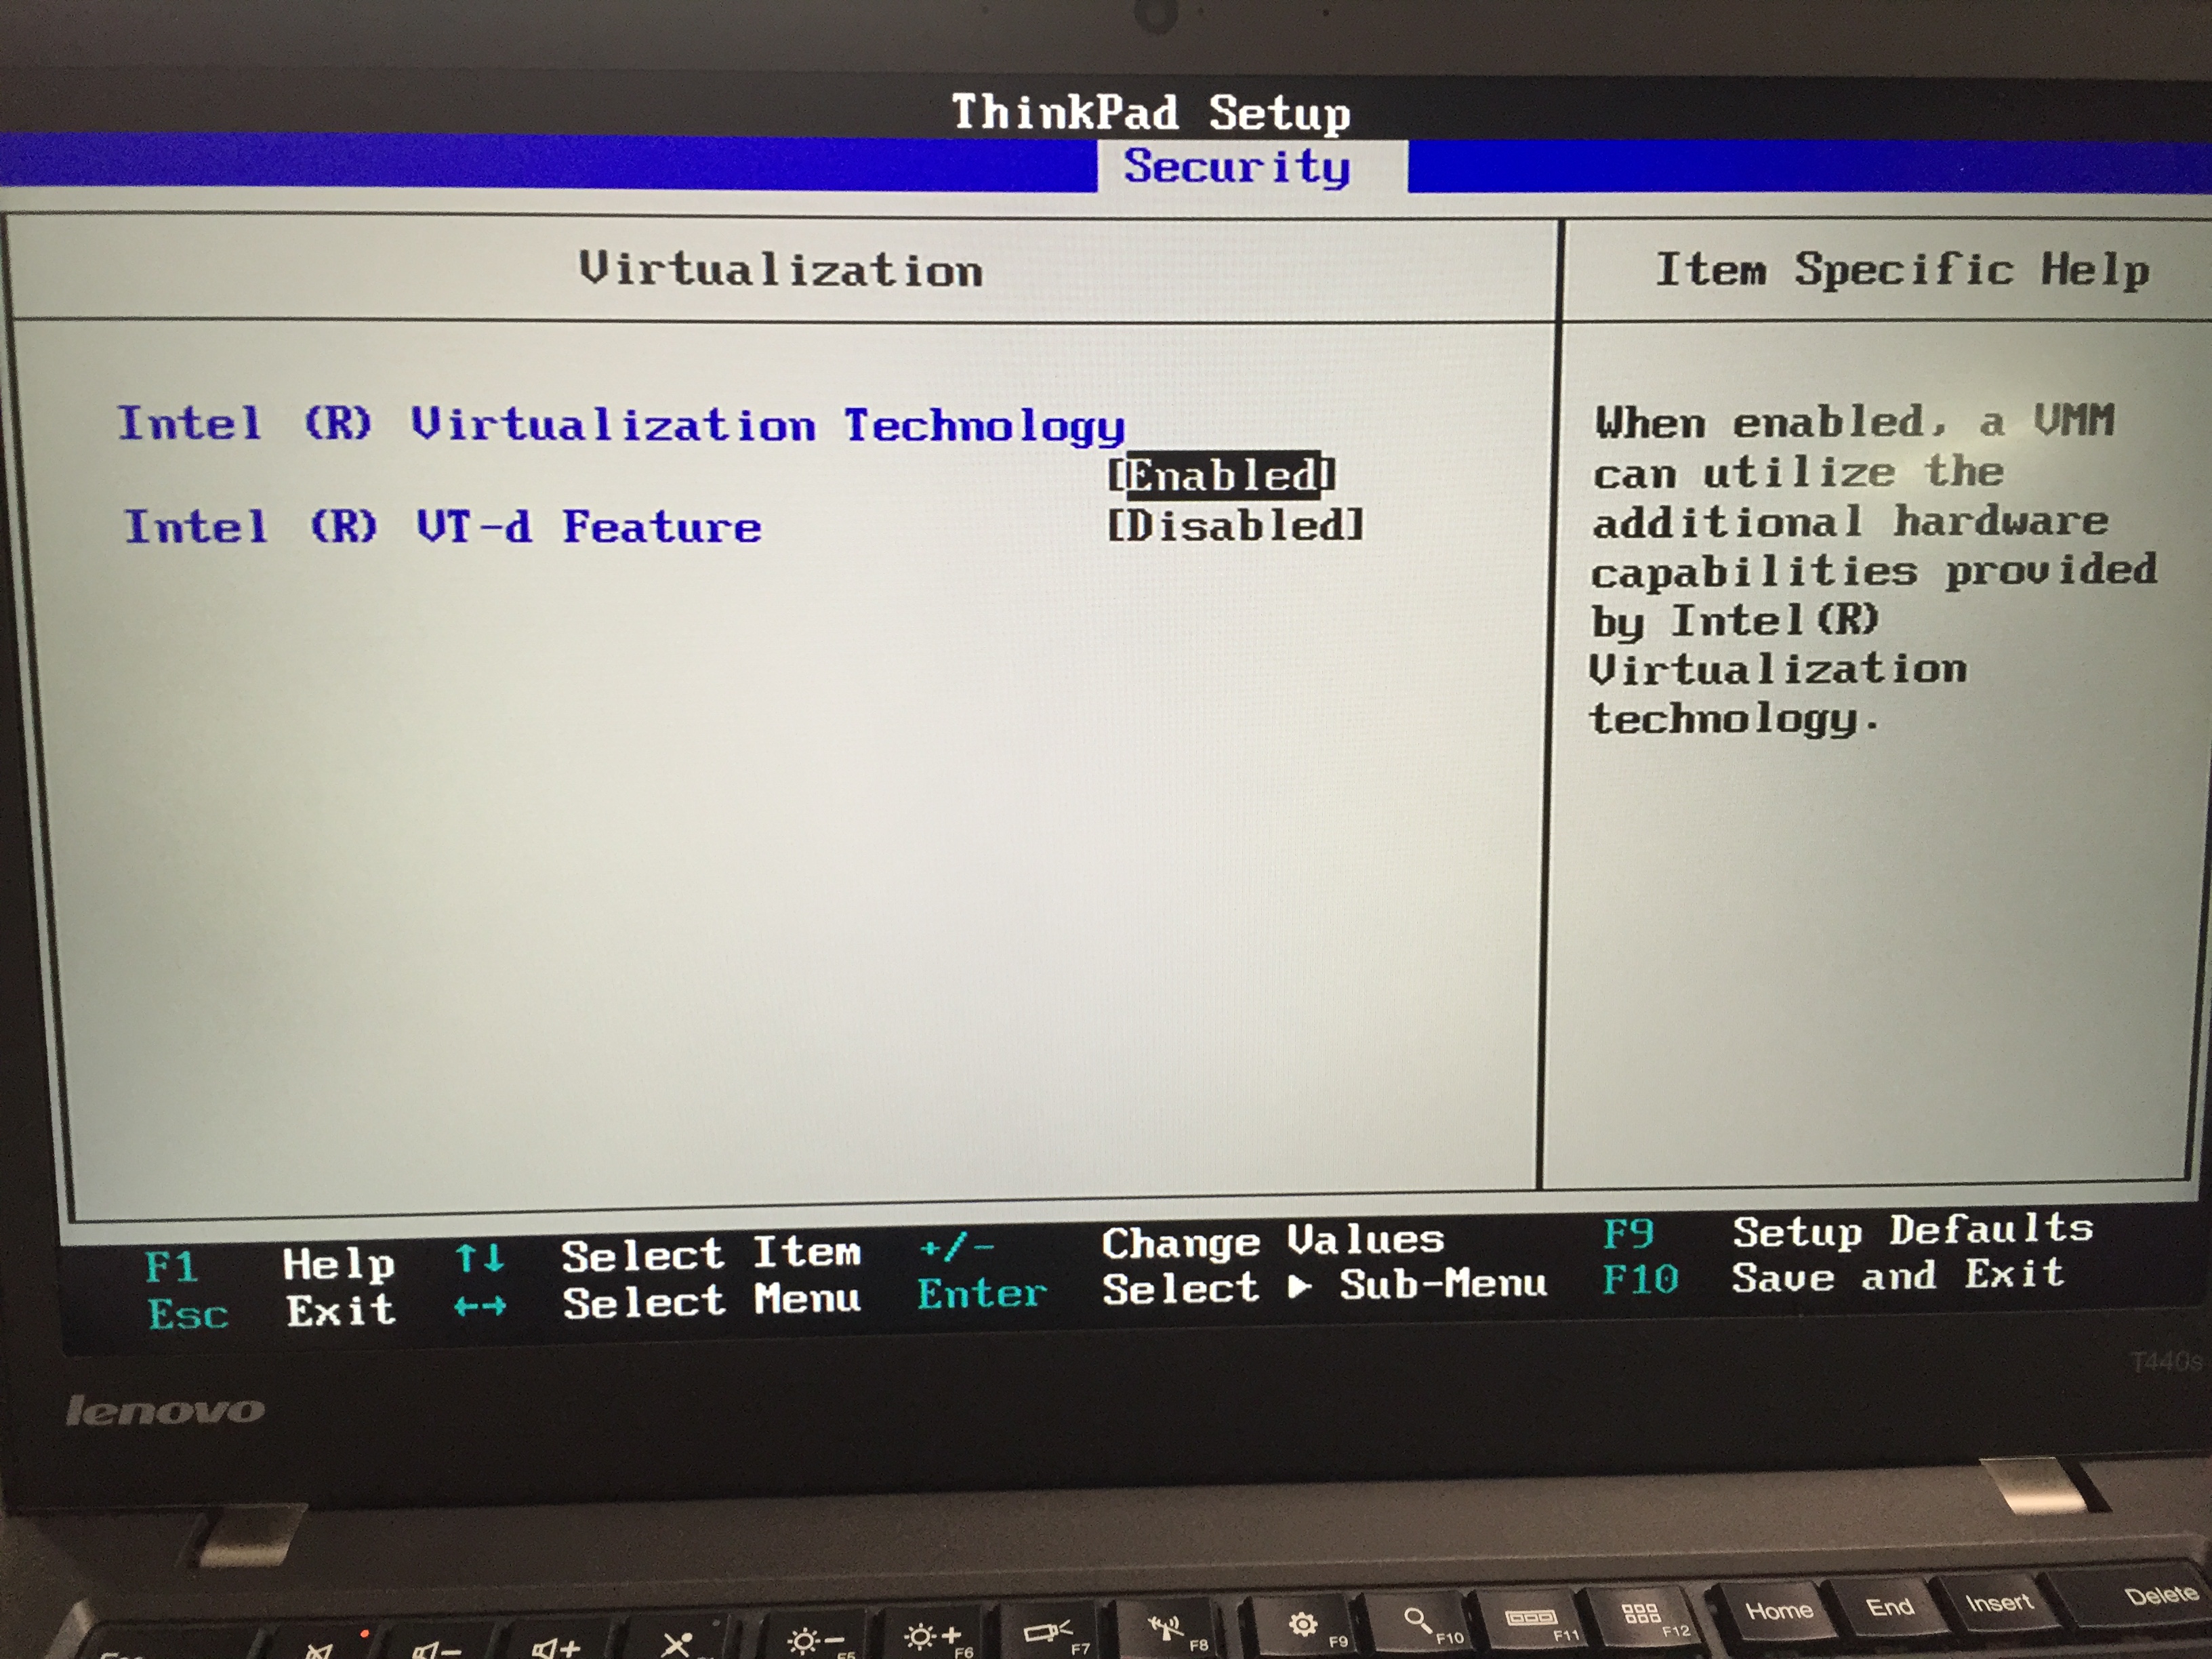 ThinkPad Setup
Security
Virtualization
Item Specific Help
Intel (R) Virtualization Technology
[Enabled]
Intel (R) VT-d Feature [Disabled]
When enabled, a VMM
can utilize the
additional hardware
capabilities provided
by Intel(R)
Virtualization
technology.
F1 Help ↑↓ Select Item +/- Change Values F9 Setup Defaults
Esc Exit ←→ Select Menu Enter Select ▶ Sub-Menu F10 Save and Exit
T440s
lenovo
F6 F7 F8 F9 F10 F11 F12 Home End Insert Delete